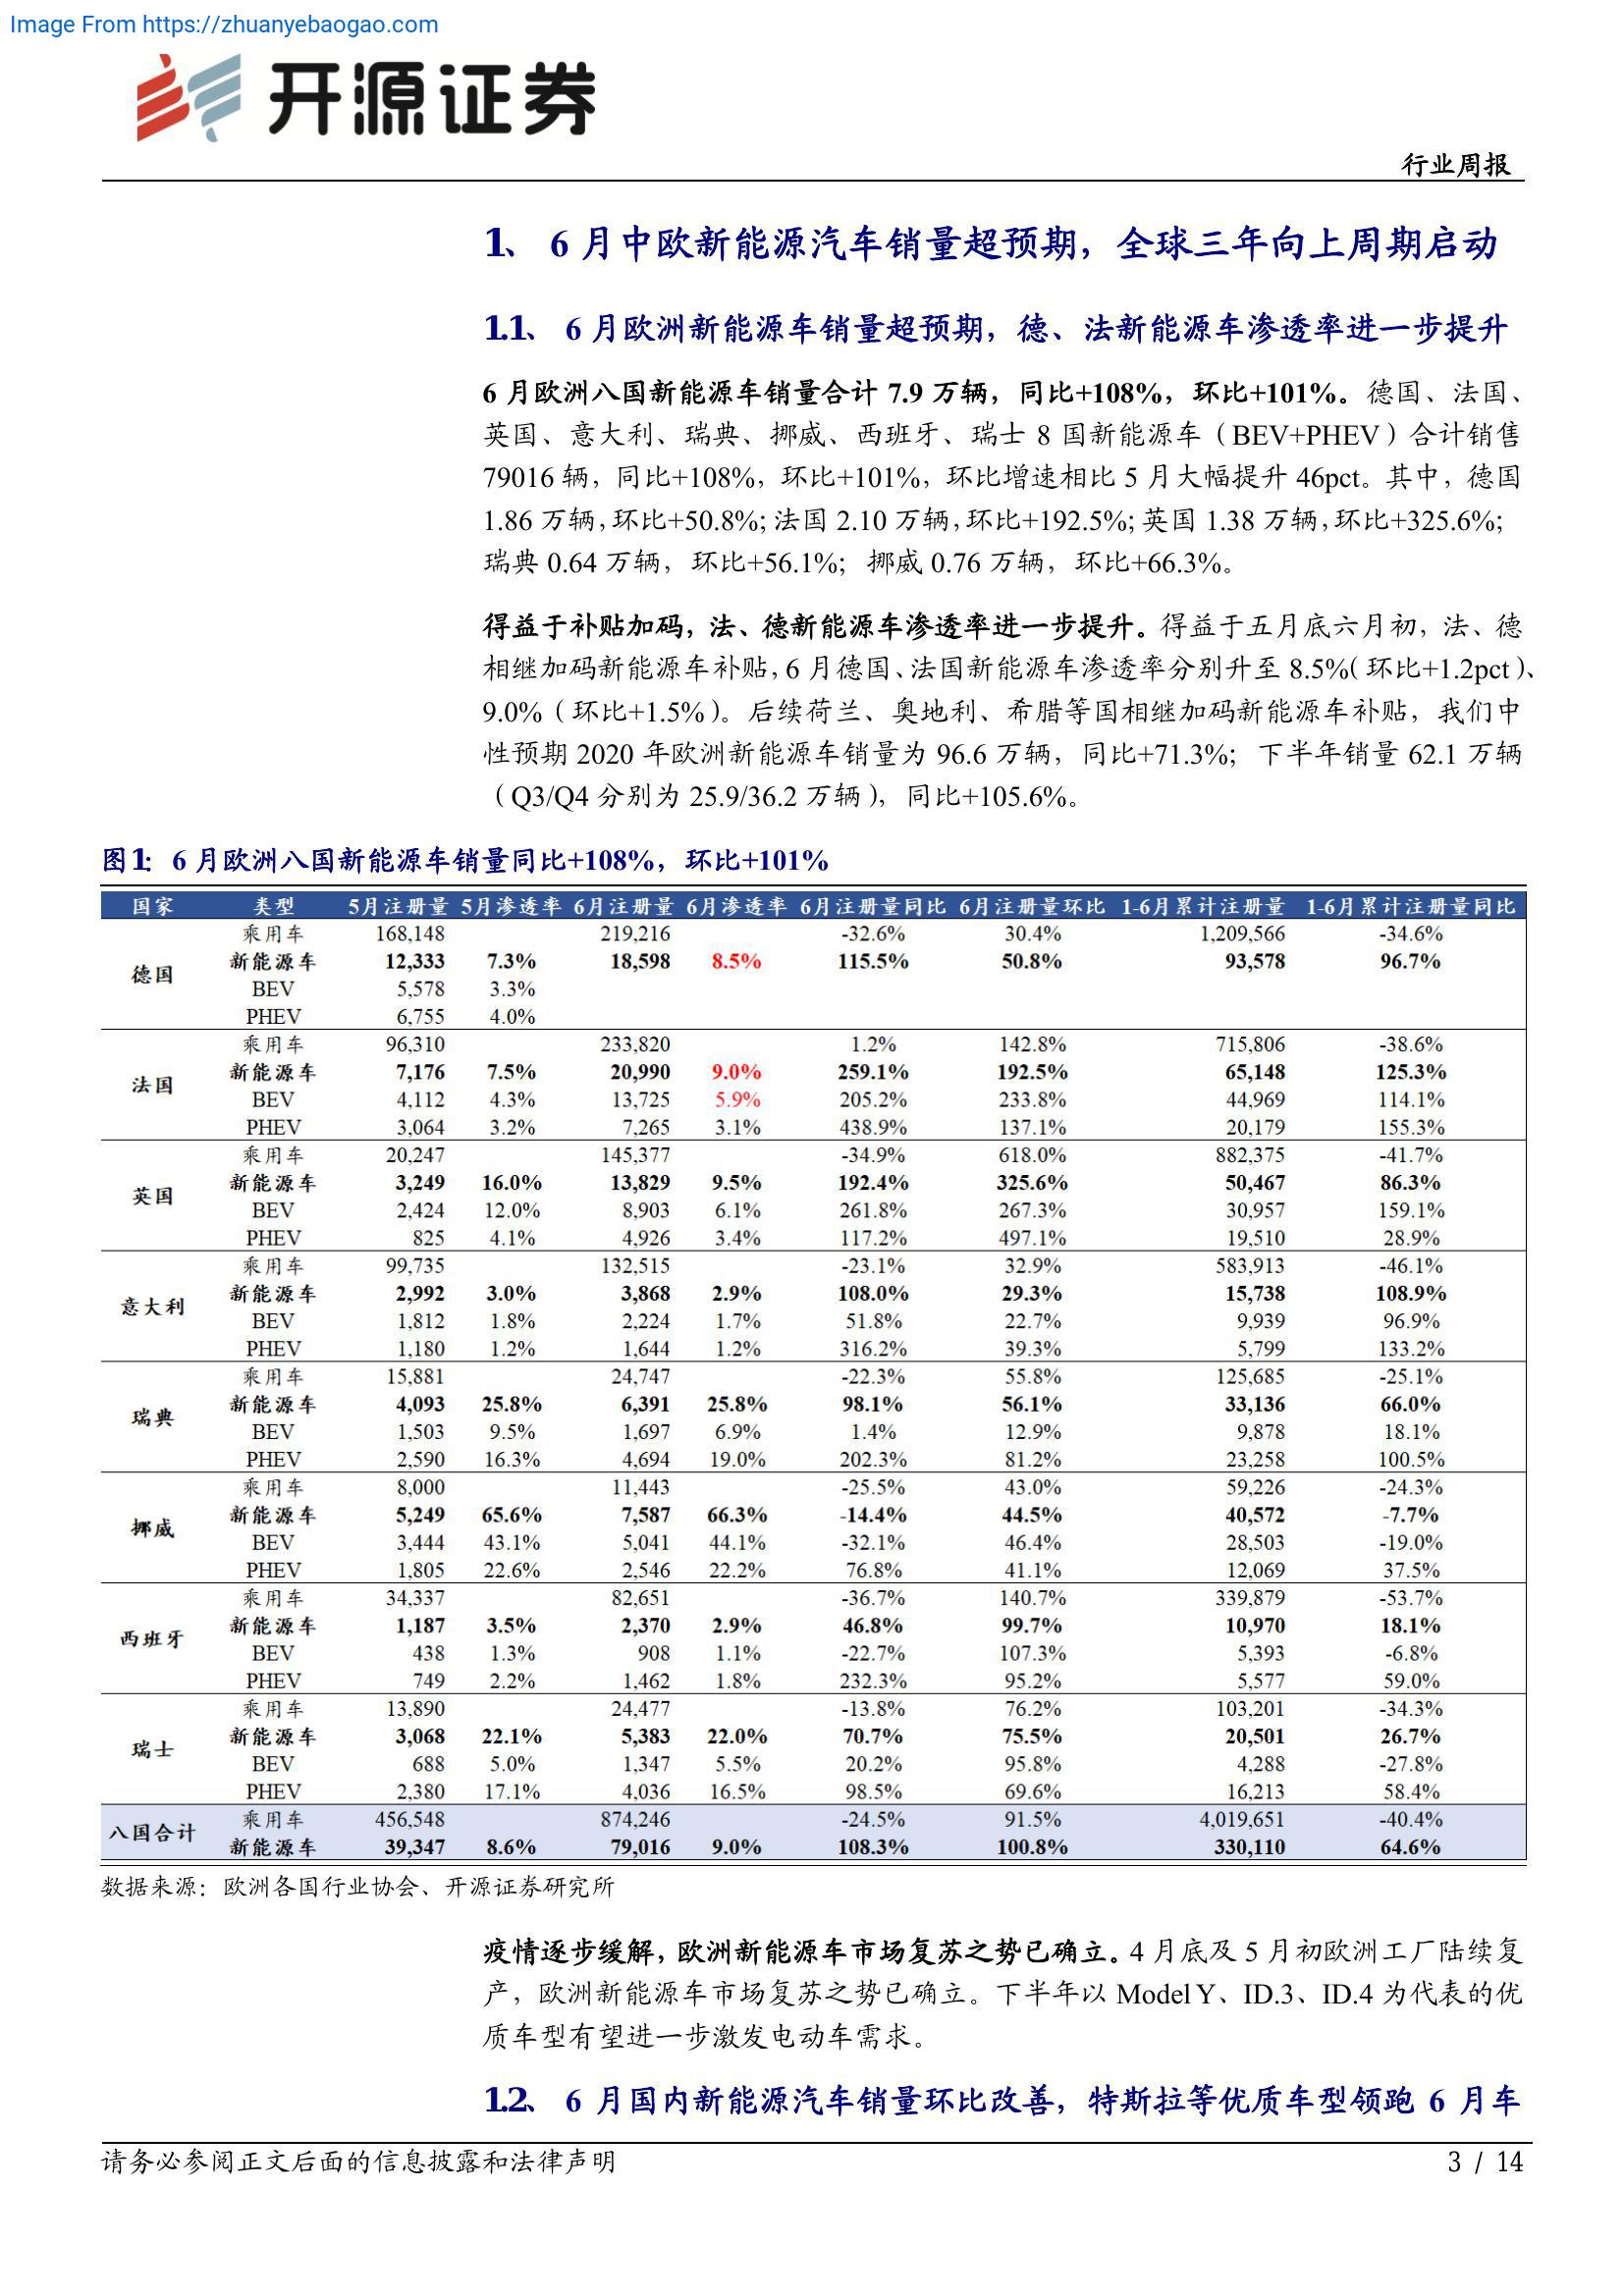 Image From https://zhuanyebaogao.com
开源证券
行业周报
1、 6 月中欧新能源汽车销量超预期，全球三年向上周期启动
1.1、 6 月欧洲新能源车销量超预期，德、法新能源车渗透率进一步提升
6 月欧洲八国新能源车销量合计 7.9 万辆，同比+108%，环比+101%。德国、法国、
英国、意大利、瑞典、挪威、西班牙、瑞士 8 国新能源车（BEV+PHEV）合计销售
79016 辆，同比+108%，环比+101%，环比增速相比 5 月大幅提升 46pct。其中，德国
1.86 万辆，环比+50.8%；法国 2.10 万辆，环比+192.5%；英国 1.38 万辆，环比+325.6%；
瑞典 0.64 万辆，环比+56.1%；挪威 0.76 万辆，环比+66.3%。
得益于补贴加码，法、德新能源车渗透率进一步提升。得益于五月底六月初，法、德
相继加码新能源车补贴，6 月德国、法国新能源车渗透率分别升至 8.5%（环比+1.2pct）、
9.0%（环比+1.5%）。后续荷兰、奥地利、希腊等国相继加码新能源车补贴，我们中
性预期 2020 年欧洲新能源车销量为 96.6 万辆，同比+71.3%；下半年销量 62.1 万辆
（Q3/Q4 分别为 25.9/36.2 万辆），同比+105.6%。
图1： 6 月欧洲八国新能源车销量同比+108%，环比+101%
国家 类型 5月注册量 5月渗透率 6月注册量 6月渗透率 6月注册量同比 6月注册量环比 1-6月累计注册量 1-6月累计注册量同比
德国
乘用车 168,148 219,216 -32.6% 30.4% 1,209,566 -34.6%
新能源车 12,333 7.3% 18,598 8.5% 115.5% 50.8% 93,578 96.7%
BEV 5,578 3.3%
PHEV 6,755 4.0%
法国
乘用车 96,310 233,820 1.2% 142.8% 715,806 -38.6%
新能源车 7,176 7.5% 20,990 9.0% 259.1% 192.5% 65,148 125.3%
BEV 4,112 4.3% 13,725 5.9% 205.2% 233.8% 44,969 114.1%
PHEV 3,064 3.2% 7,265 3.1% 438.9% 137.1% 20,179 155.3%
英国
乘用车 20,247 145,377 -34.9% 618.0% 882,375 -41.7%
新能源车 3,249 16.0% 13,829 9.5% 192.4% 325.6% 50,467 86.3%
BEV 2,424 12.0% 8,903 6.1% 261.8% 267.3% 30,957 159.1%
PHEV 825 4.1% 4,926 3.4% 117.2% 497.1% 19,510 28.9%
意大利
乘用车 99,735 132,515 -23.1% 32.9% 583,913 -46.1%
新能源车 2,992 3.0% 3,868 2.9% 108.0% 29.3% 15,738 108.9%
BEV 1,812 1.8% 2,224 1.7% 51.8% 22.7% 9,939 96.9%
PHEV 1,180 1.2% 1,644 1.2% 316.2% 39.3% 5,799 133.2%
瑞典
乘用车 15,881 24,747 -22.3% 55.8% 125,685 -25.1%
新能源车 4,093 25.8% 6,391 25.8% 98.1% 56.1% 33,136 66.0%
BEV 1,503 9.5% 1,697 6.9% 1.4% 12.9% 9,878 18.1%
PHEV 2,590 16.3% 4,694 19.0% 202.3% 81.2% 23,258 100.5%
挪威
乘用车 8,000 11,443 -25.5% 43.0% 59,226 -24.3%
新能源车 5,249 65.6% 7,587 66.3% -14.4% 44.5% 40,572 -7.7%
BEV 3,444 43.1% 5,041 44.1% -32.1% 46.4% 28,503 -19.0%
PHEV 1,805 22.6% 2,546 22.2% 76.8% 41.1% 12,069 37.5%
西班牙
乘用车 34,337 82,651 -36.7% 140.7% 339,879 -53.7%
新能源车 1,187 3.5% 2,370 2.9% 46.8% 99.7% 10,970 18.1%
BEV 438 1.3% 908 1.1% -22.7% 107.3% 5,393 -6.8%
PHEV 749 2.2% 1,462 1.8% 232.3% 95.2% 5,577 59.0%
瑞士
乘用车 13,890 24,477 -13.8% 76.2% 103,201 -34.3%
新能源车 3,068 22.1% 5,383 22.0% 70.7% 75.5% 20,501 26.7%
BEV 688 5.0% 1,347 5.5% 20.2% 95.8% 4,288 -27.8%
PHEV 2,380 17.1% 4,036 16.5% 98.5% 69.6% 16,213 58.4%
八国合计
乘用车 456,548 874,246 -24.5% 91.5% 4,019,651 -40.4%
新能源车 39,347 8.6% 79,016 9.0% 108.3% 100.8% 330,110 64.6%
数据来源：欧洲各国行业协会、开源证券研究所
疫情逐步缓解，欧洲新能源车市场复苏之势已确立。4 月底及 5 月初欧洲工厂陆续复
产，欧洲新能源车市场复苏之势已确立。下半年以 Model Y、ID.3、ID.4 为代表的优
质车型有望进一步激发电动车需求。
1.2、 6 月国内新能源汽车销量环比改善，特斯拉等优质车型领跑 6 月车
请务必参阅正文后面的信息披露和法律声明
3 / 14